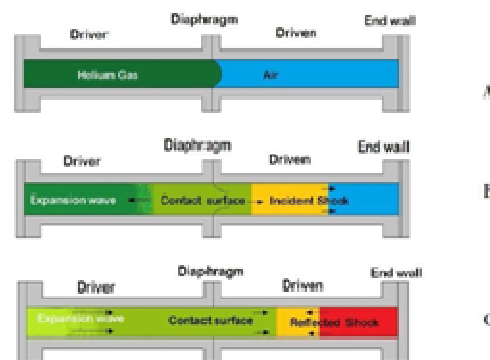 Diaphragm
Driver
Driven
End wall
Helium Gas
Air
Diaphragm
Driver
Driven
End wall
Expansion wave
Contact surface
Incident Shock
Diaphragm
Driver
Driven
End wall
Expansion wave
Contact surface
Reflected Shock